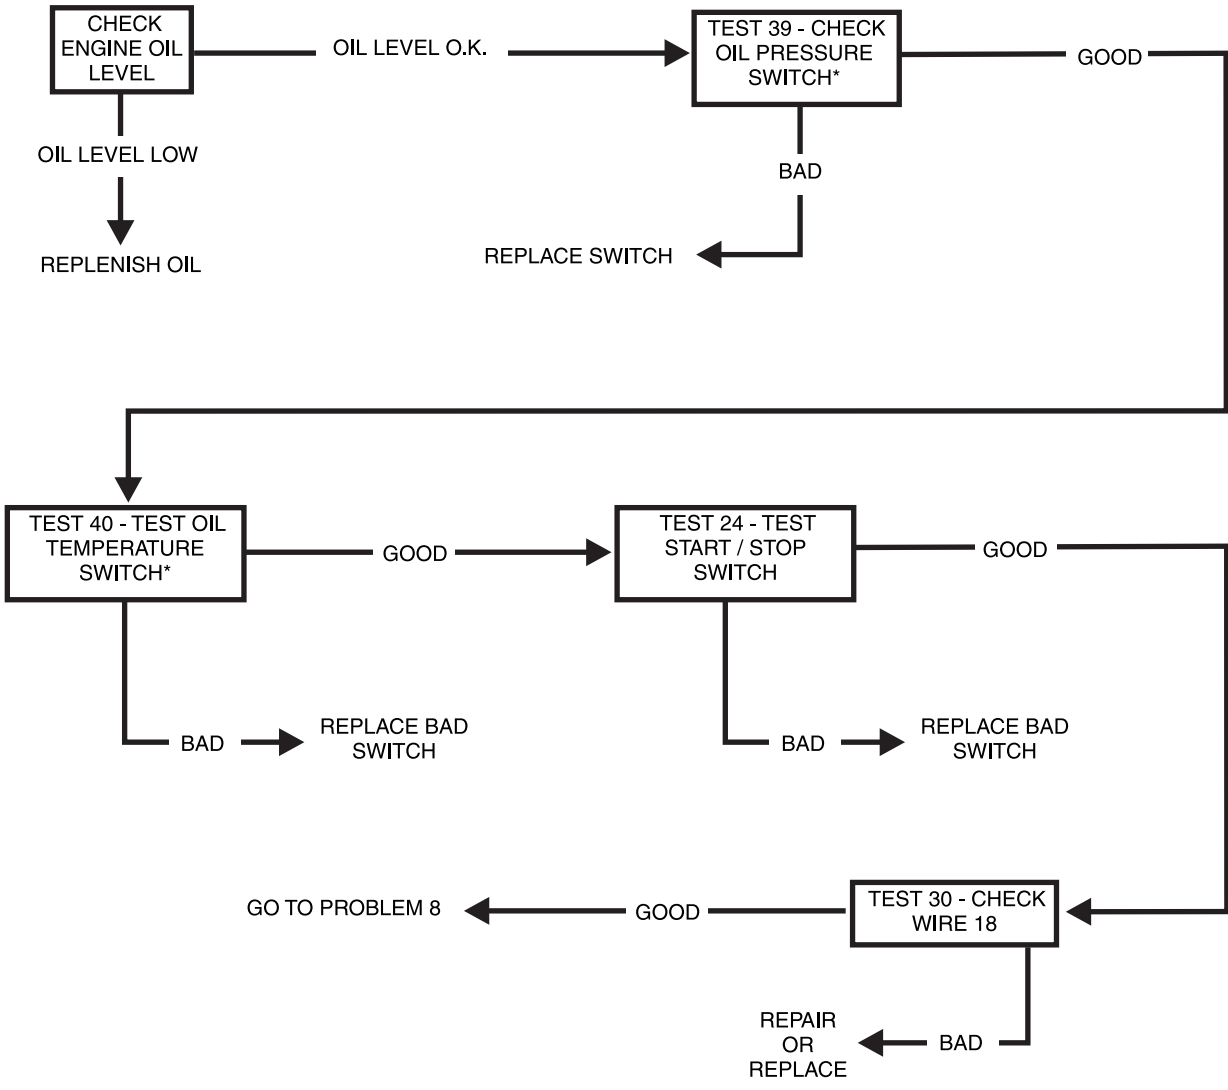 CHECK
ENGINE OIL
LEVEL
OIL LEVEL O.K.
TEST 39 - CHECK
OIL PRESSURE
SWITCH*
GOOD
OIL LEVEL LOW
BAD
REPLENISH OIL
REPLACE SWITCH
TEST 40 - TEST OIL
TEMPERATURE
SWITCH*
GOOD
TEST 24 - TEST
START / STOP
SWITCH
GOOD
BAD
REPLACE BAD
SWITCH
BAD
REPLACE BAD
SWITCH
GO TO PROBLEM 8
GOOD
TEST 30 - CHECK
WIRE 18
REPAIR
OR
REPLACE
BAD